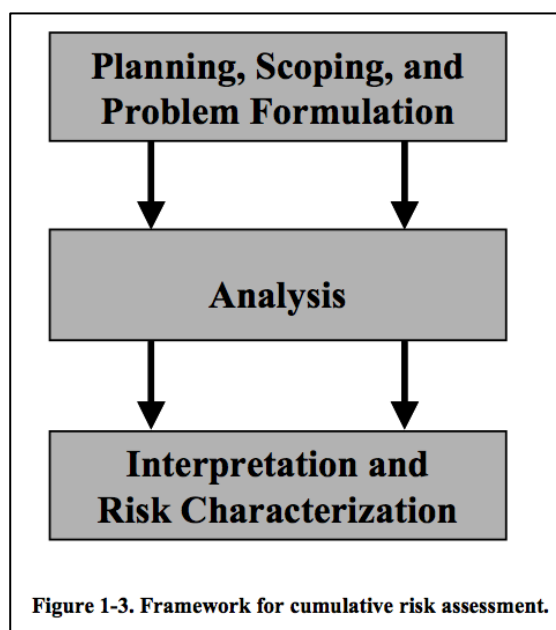 Planning, Scoping, and
Problem Formulation
Analysis
Interpretation and
Risk Characterization
Figure 1-3. Framework for cumulative risk assessment.